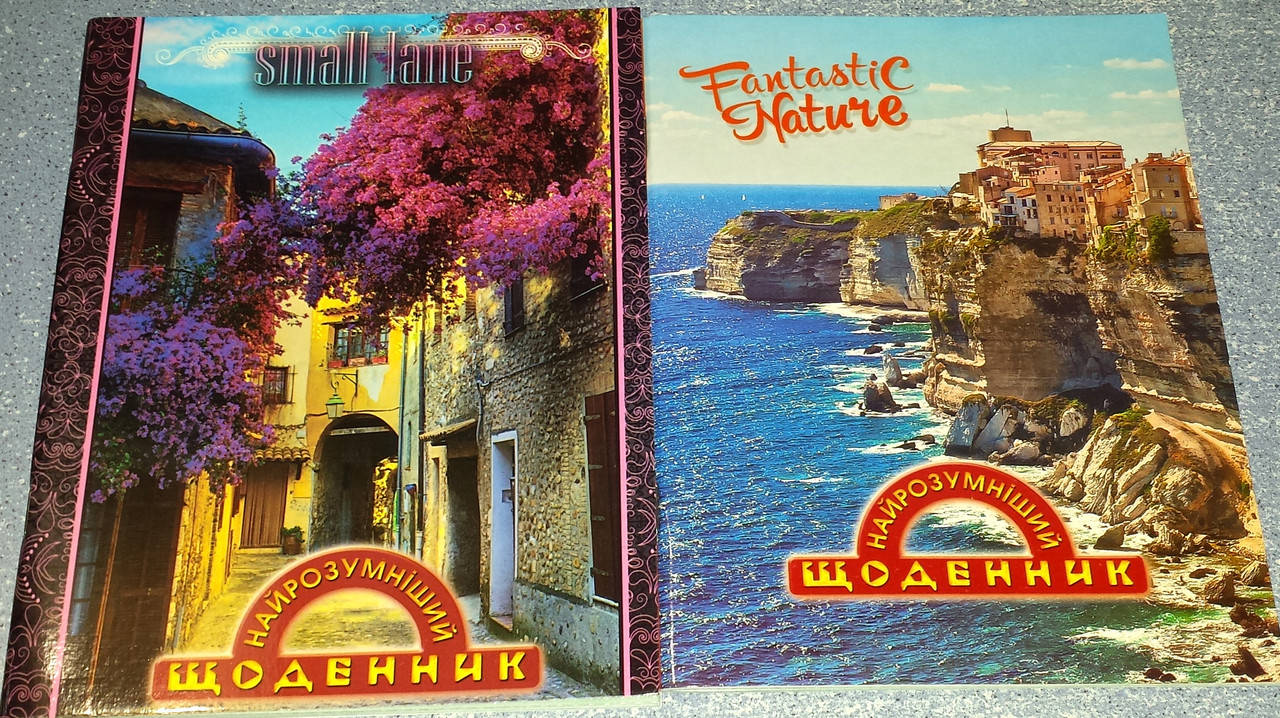 small lane
НАЙРОЗУМНІШИЙ
ЩОДЕННИК
Fantastic
Nature
НАЙРОЗУМНІШИЙ
ЩОДЕННИК